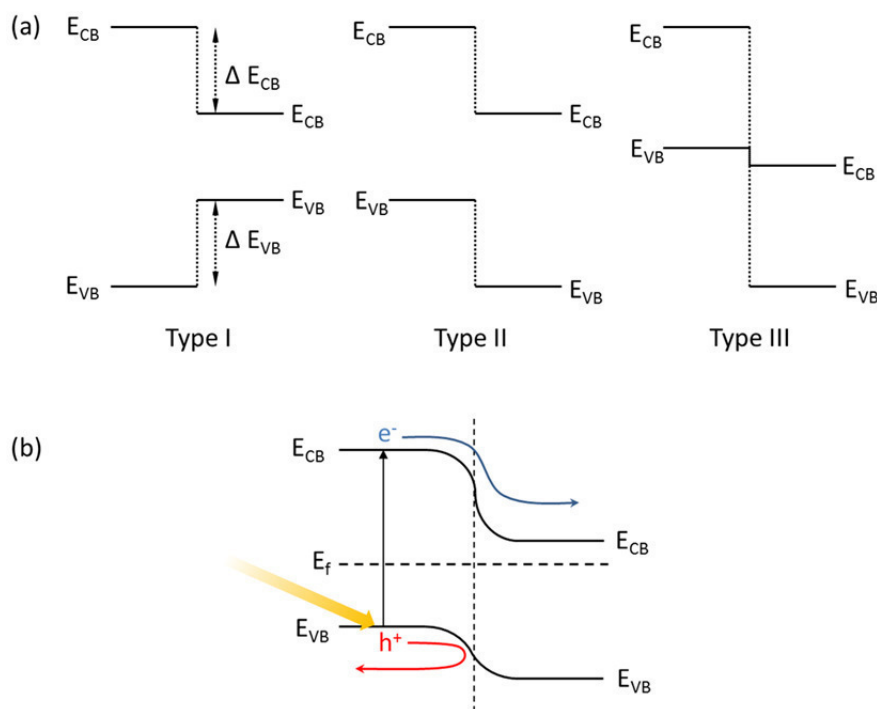 (a)
E_CB
Δ E_CB
E_CB
E_VB
Δ E_VB
E_VB
Type I
E_CB
E_CB
E_VB
E_VB
Type II
E_CB
E_VB
E_CB
E_VB
Type III
(b)
e⁻
E_CB
E_CB
E_f
E_VB
h⁺
E_VB